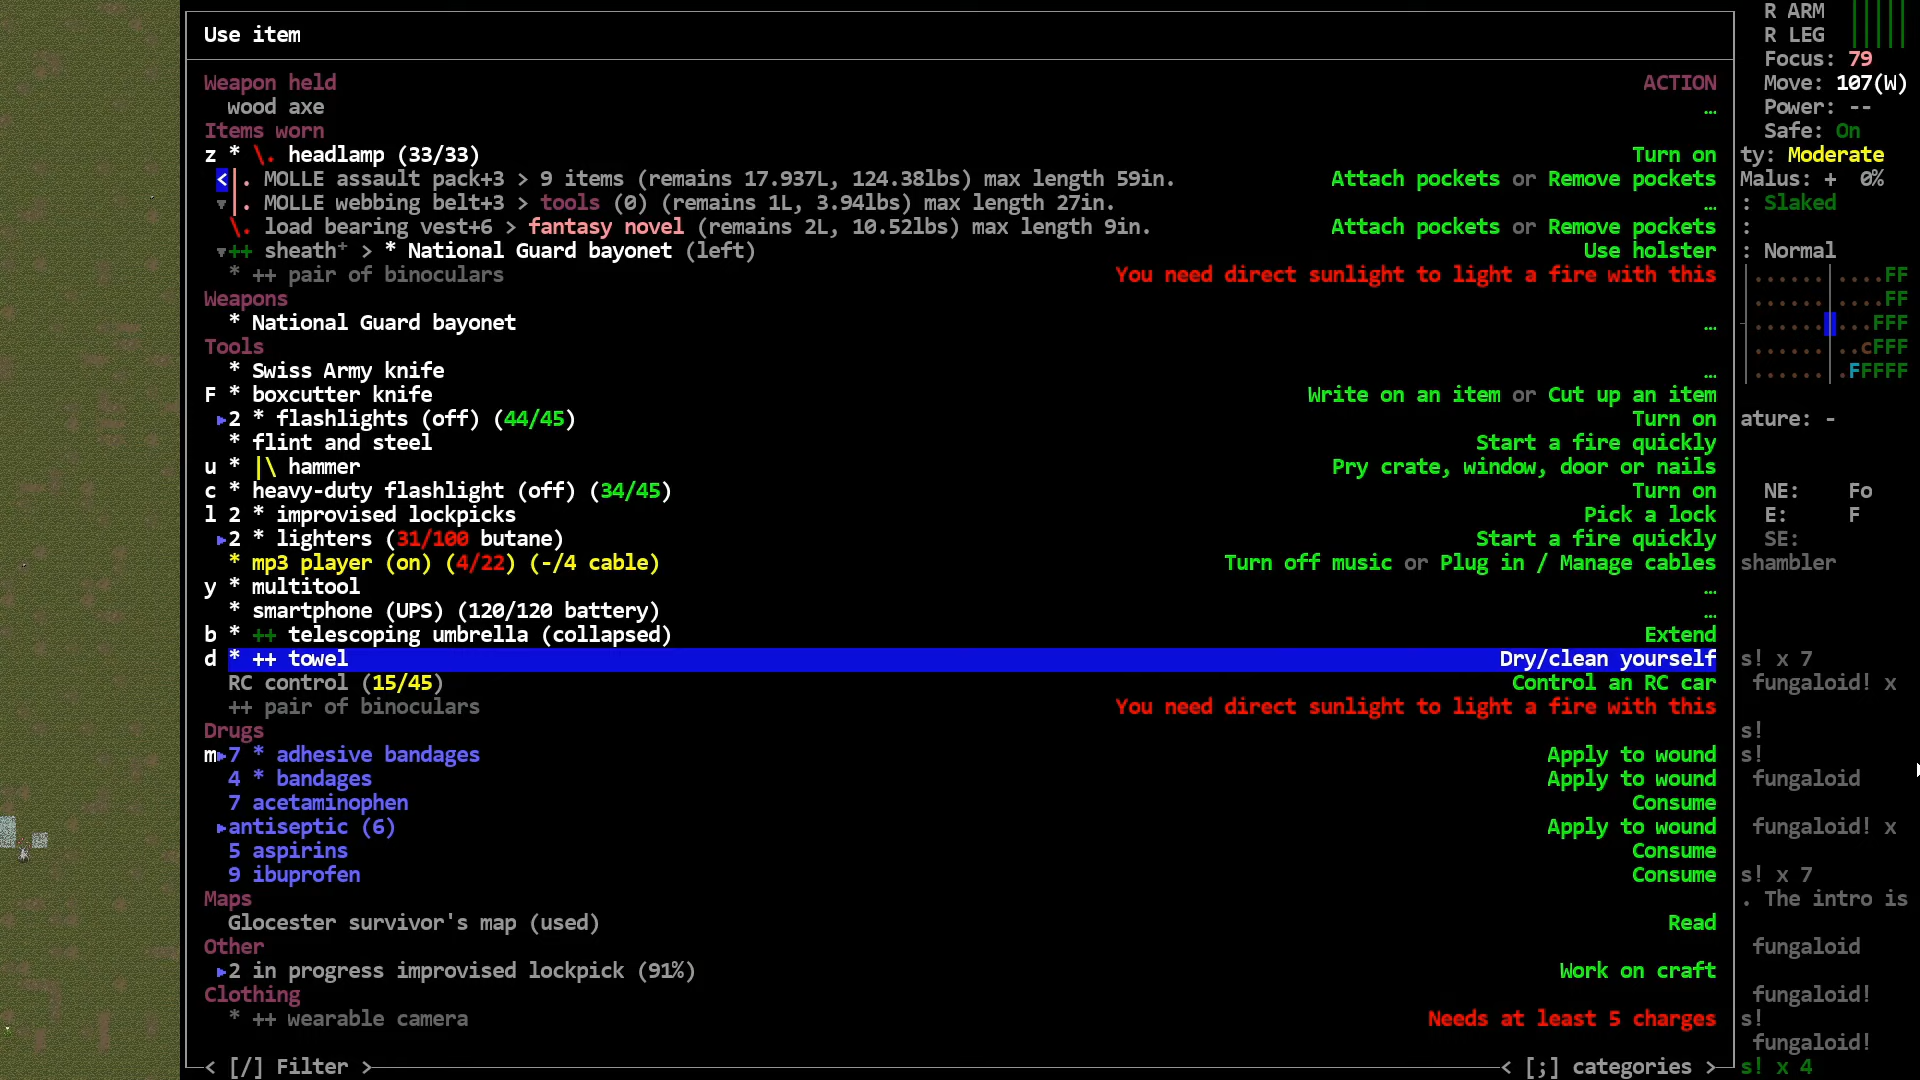 Use item
R ARM
R LEG
Focus: 79
Weapon held ACTION
Move: 107(W)
wood axe …
Power: --
Items worn
Safe: On
z * \. headlamp (33/33) Turn on
ty: Moderate
<|. MOLLE assault pack+3 > 9 items (remains 17.937L, 124.38lbs) max length 59in. Attach pockets or Remove pockets
Malus: + 0%
▾|. MOLLE webbing belt+3 > tools (0) (remains 1L, 3.94lbs) max length 27in. …
: Slaked
\. load bearing vest+6 > fantasy novel (remains 2L, 10.52lbs) max length 9in. Attach pockets or Remove pockets
:
▾++ sheath⁺ > * National Guard bayonet (left) Use holster
: Normal
* ++ pair of binoculars You need direct sunlight to light a fire with this
......|....FF
Weapons
......|....FF
* National Guard bayonet …
...... ...FFF
Tools
......|..cFFF
* Swiss Army knife …
......|.FFFFF
F * boxcutter knife Write on an item or Cut up an item
▸2 * flashlights (off) (44/45) Turn on
ature: -
* flint and steel Start a fire quickly
u * |\ hammer Pry crate, window, door or nails
c * heavy-duty flashlight (off) (34/45) Turn on
NE: Fo
l 2 * improvised lockpicks Pick a lock
E: F
▸2 * lighters (31/100 butane) Start a fire quickly
SE:
* mp3 player (on) (4/22) (-/4 cable) Turn off music or Plug in / Manage cables
shambler
y * multitool …
* smartphone (UPS) (120/120 battery) …
b * ++ telescoping umbrella (collapsed) Extend
d * ++ towel Dry/clean yourself
s! x 7
RC control (15/45) Control an RC car
fungaloid! x
++ pair of binoculars You need direct sunlight to light a fire with this
Drugs
s!
m▸7 * adhesive bandages Apply to wound
s!
4 * bandages Apply to wound
fungaloid
7 acetaminophen Consume
▸antiseptic (6) Apply to wound
fungaloid! x
5 aspirins Consume
9 ibuprofen Consume
s! x 7
Maps
. The intro is
Glocester survivor's map (used) Read
Other
fungaloid
▸2 in progress improvised lockpick (91%) Work on craft
Clothing
fungaloid!
* ++ wearable camera Needs at least 5 charges
s!
fungaloid!
< [/] Filter > < [;] categories >
s! x 4